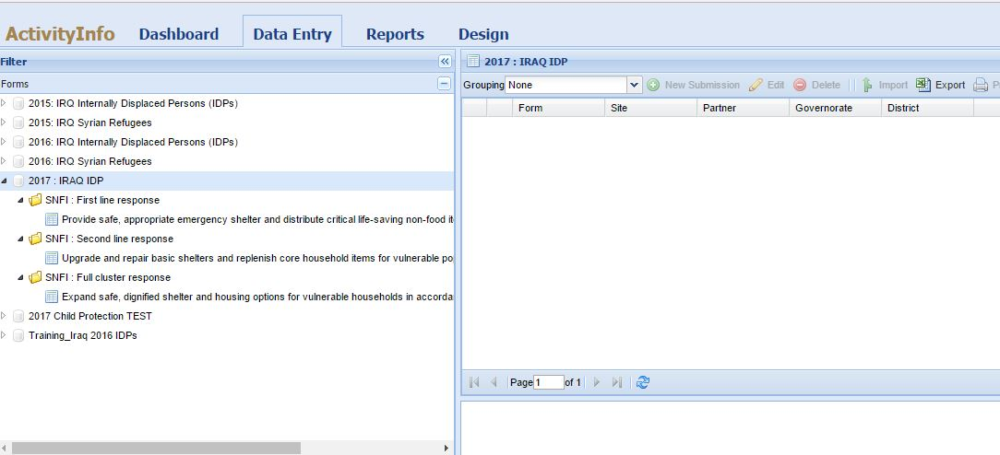 ActivityInfo Dashboard Data Entry Reports Design
Filter
Forms
2015: IRQ Internally Displaced Persons (IDPs)
2015: IRQ Syrian Refugees
2016: IRQ Internally Displaced Persons (IDPs)
2016: IRQ Syrian Refugees
2017 : IRAQ IDP
SNFI : First line response
Provide safe, appropriate emergency shelter and distribute critical life-saving non-food it
SNFI : Second line response
Upgrade and repair basic shelters and replenish core household items for vulnerable po
SNFI : Full cluster response
Expand safe, dignified shelter and housing options for vulnerable households in accorda
2017 Child Protection TEST
Training_Iraq 2016 IDPs
2017 : IRAQ IDP
Grouping None New Submission Edit Delete Import Export P
Form Site Partner Governorate District
Page 1 of 1